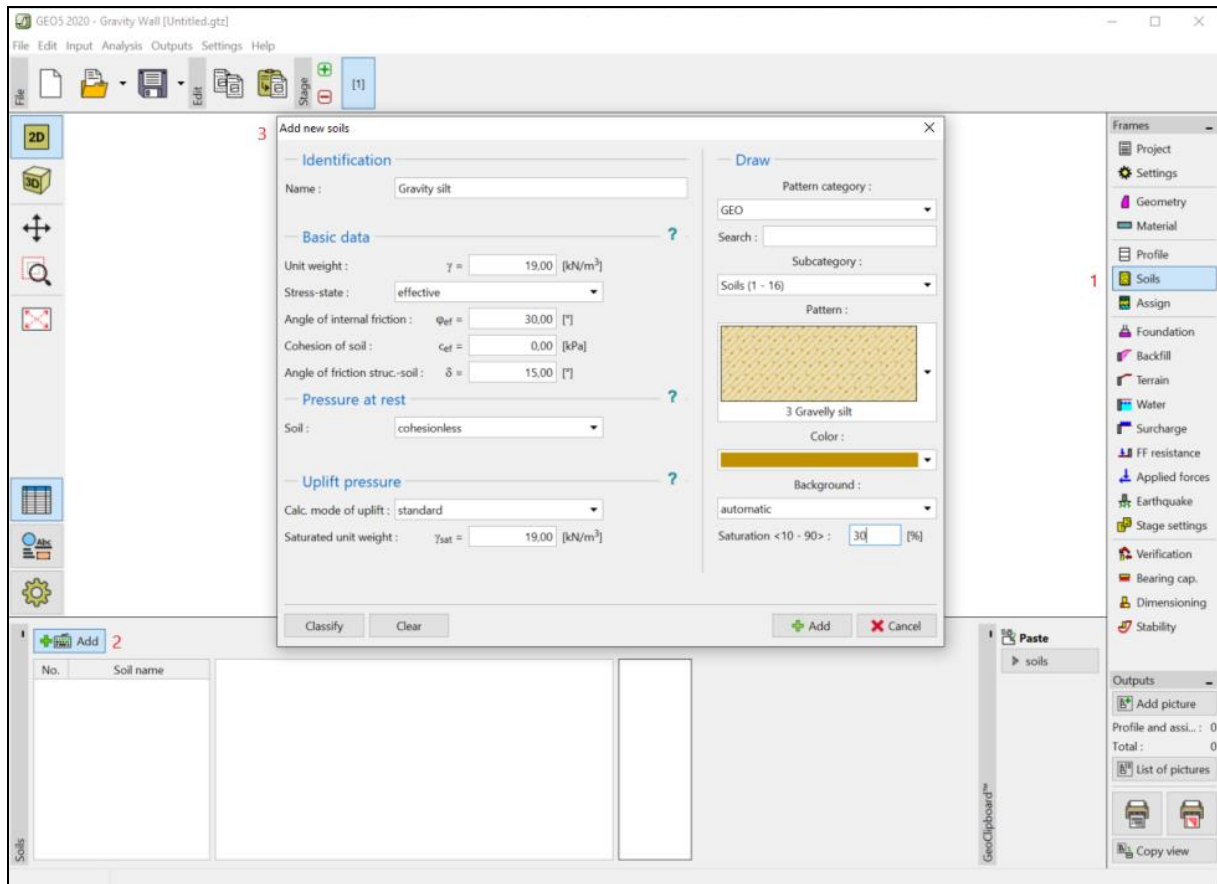 GEO5 2020 - Gravity Wall [Untitled.gtz]
File Edit Input Analysis Outputs Settings Help
File
Edit
Stage
[1]
2D
3D
Abc
3
Add new soils
Identification
Name : Gravity silt
Basic data ?
Unit weight : γ = 19,00 [kN/m³]
Stress-state : effective
Angle of internal friction : φef = 30,00 [°]
Cohesion of soil : cef = 0,00 [kPa]
Angle of friction struc.-soil : δ = 15,00 [°]
Pressure at rest ?
Soil : cohesionless
Uplift pressure ?
Calc. mode of uplift : standard
Saturated unit weight : γsat = 19,00 [kN/m³]
Draw
Pattern category :
GEO
Search :
Subcategory :
Soils (1 - 16)
Pattern :
3 Gravelly silt
Color :
Background :
automatic
Saturation <10 - 90> : 30 [%]
Classify Clear Add Cancel
Frames
Project
Settings
Geometry
Material
Profile
1 Soils
Assign
Foundation
Backfill
Terrain
Water
Surcharge
FF resistance
Applied forces
Earthquake
Stage settings
Verification
Bearing cap.
Dimensioning
Stability
Outputs
Add picture
Profile and assi... : 0
Total : 0
List of pictures
Copy view
Add 2
No. Soil name
Soils
GeoClipboard™
Paste
soils